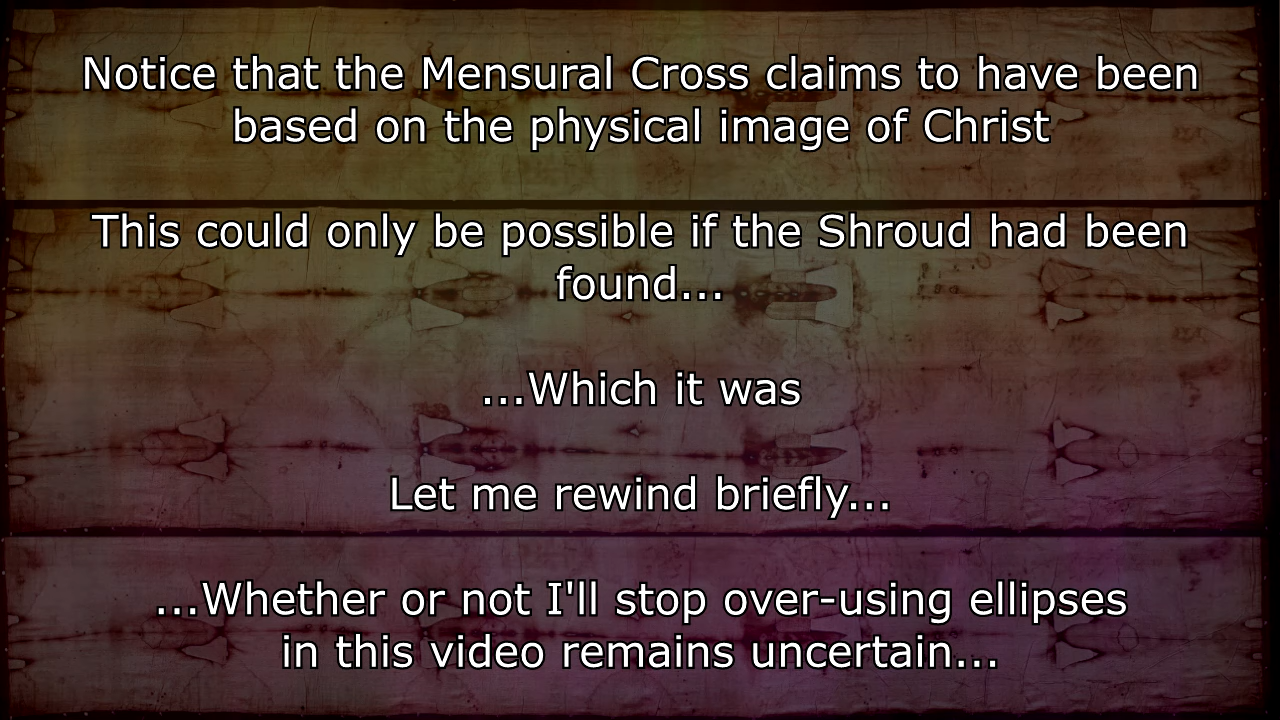 Notice that the Mensural Cross claims to have been
based on the physical image of Christ
This could only be possible if the Shroud had been
found...
...Which it was
Let me rewind briefly...
...Whether or not I'll stop over-using ellipses
in this video remains uncertain...